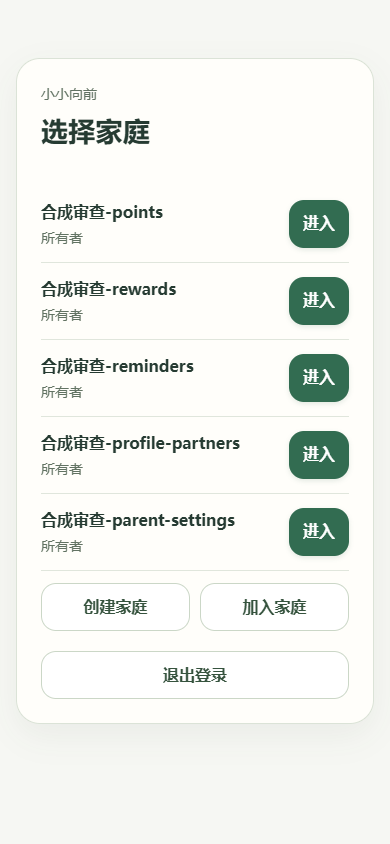 小小向前
选择家庭
合成审查-points
所有者
进入
合成审查-rewards
所有者
进入
合成审查-reminders
所有者
进入
合成审查-profile-partners
所有者
进入
合成审查-parent-settings
所有者
进入
创建家庭
加入家庭
退出登录